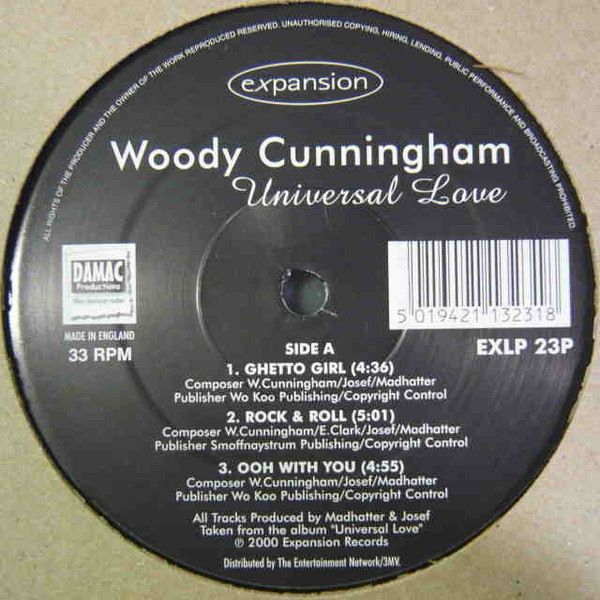 ALL RIGHTS OF THE PRODUCER AND THE OWNER OF THE WORK REPRODUCED RESERVED. UNAUTHORISED COPYING, HIRING, LENDING, PUBLIC PERFORMANCE AND BROADCASTING PROHIBITED.
expansion
Woody Cunningham
Universal Love
DAMAC
Productions
MADE IN ENGLAND
33 RPM
5 019421 132318
EXLP 23P
SIDE A
1. GHETTO GIRL (4:36)
Composer W.Cunningham/Josef/Madhatter
Publisher Wo Koo Publishing/Copyright Control
2. ROCK & ROLL (5:01)
Composer W.Cunningham/E.Clark/Josef/Madhatter
Publisher Smoffnaystrum Publishing/Copyright Control
3. OOH WITH YOU (4:55)
Composer W.Cunningham/Josef/Madhatter
Publisher Wo Koo Publishing/Copyright Control
All Tracks Produced by Madhatter & Josef
Taken from the album "Universal Love"
℗ 2000 Expansion Records
Distributed by The Entertainment Network/3MV.